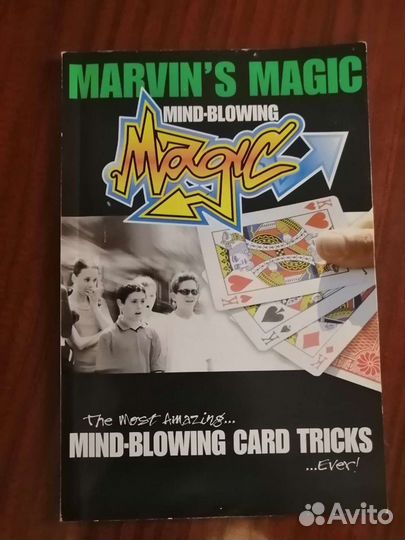 MARVIN'S MAGIC
MIND-BLOWING
MAGIC
K
K
K
K
The Most Amazing...
MIND-BLOWING CARD TRICKS
...Ever!
Avito